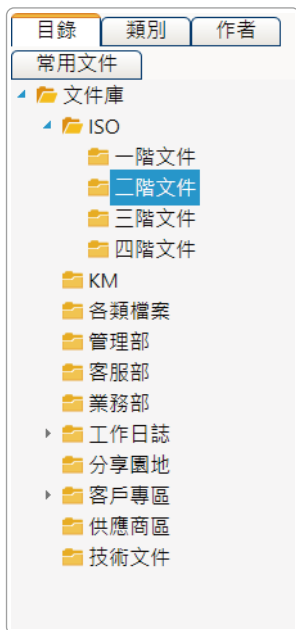 目錄 類別 作者
常用文件
文件庫
ISO
一階文件
二階文件
三階文件
四階文件
KM
各類檔案
管理部
客服部
業務部
工作日誌
分享園地
客戶專區
供應商區
技術文件